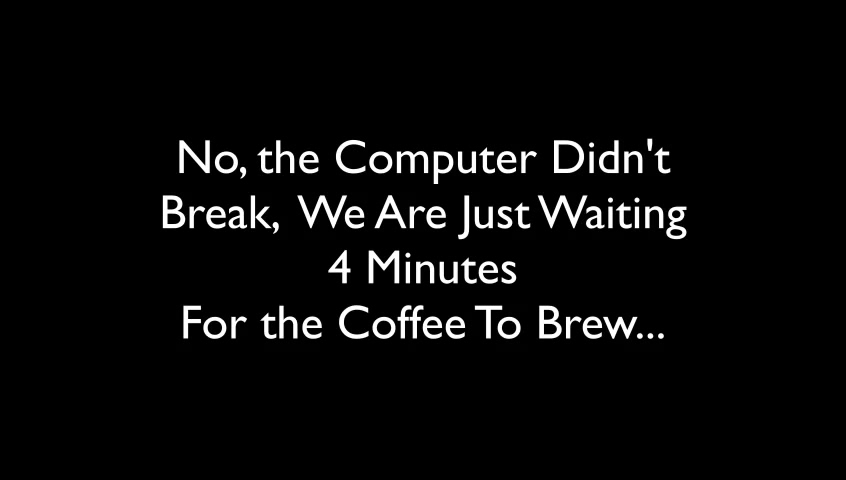 No, the Computer Didn't
Break, We Are Just Waiting
4 Minutes
For the Coffee To Brew...